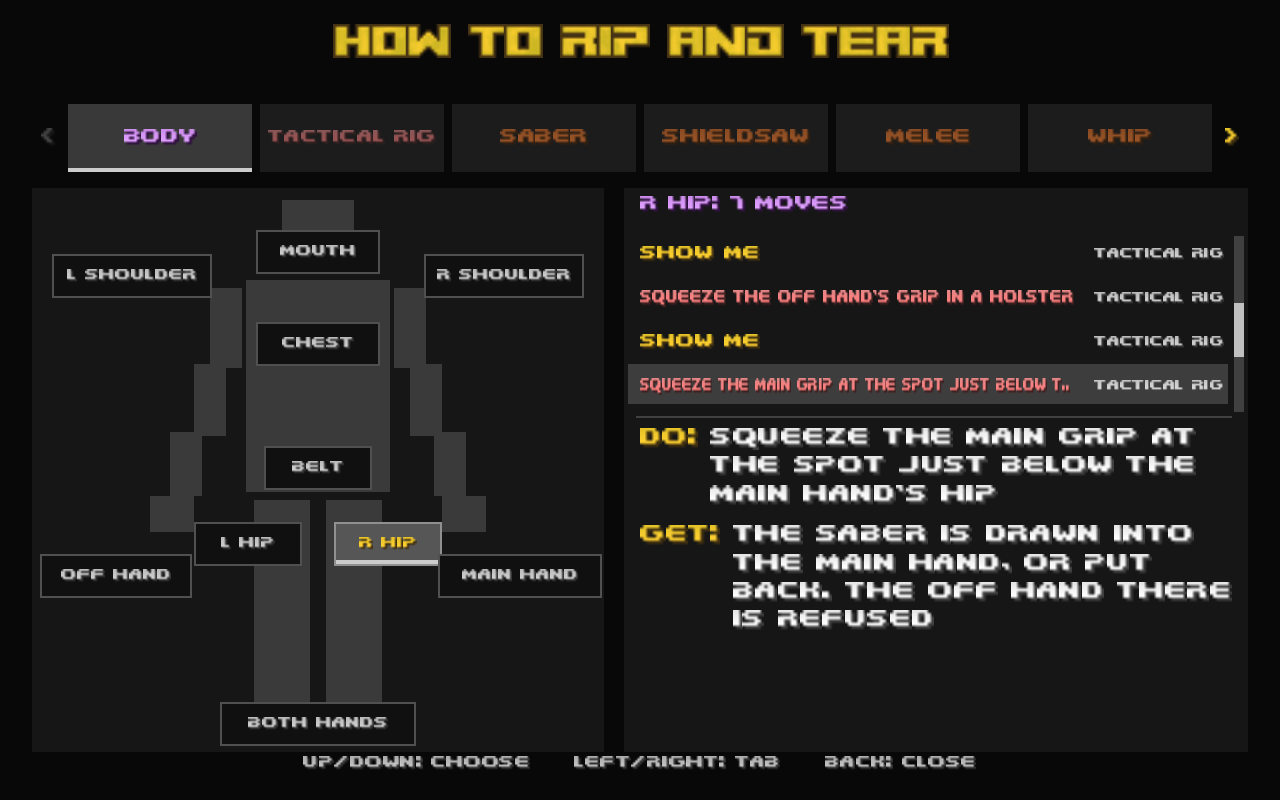 HOW TO RIP AND TEAR
< BODY TACTICAL RIG SABER SHIELDSAW MELEE WHIP >
MOUTH
L SHOULDER
R SHOULDER
CHEST
BELT
L HIP
R HIP
OFF HAND
MAIN HAND
BOTH HANDS
R HIP: 7 MOVES
SHOW ME TACTICAL RIG
SQUEEZE THE OFF HAND'S GRIP IN A HOLSTER TACTICAL RIG
SHOW ME TACTICAL RIG
SQUEEZE THE MAIN GRIP AT THE SPOT JUST BELOW T.. TACTICAL RIG
DO: SQUEEZE THE MAIN GRIP AT
THE SPOT JUST BELOW THE
MAIN HAND'S HIP
GET: THE SABER IS DRAWN INTO
THE MAIN HAND, OR PUT
BACK. THE OFF HAND THERE
IS REFUSED
UP/DOWN: CHOOSE LEFT/RIGHT: TAB BACK: CLOSE